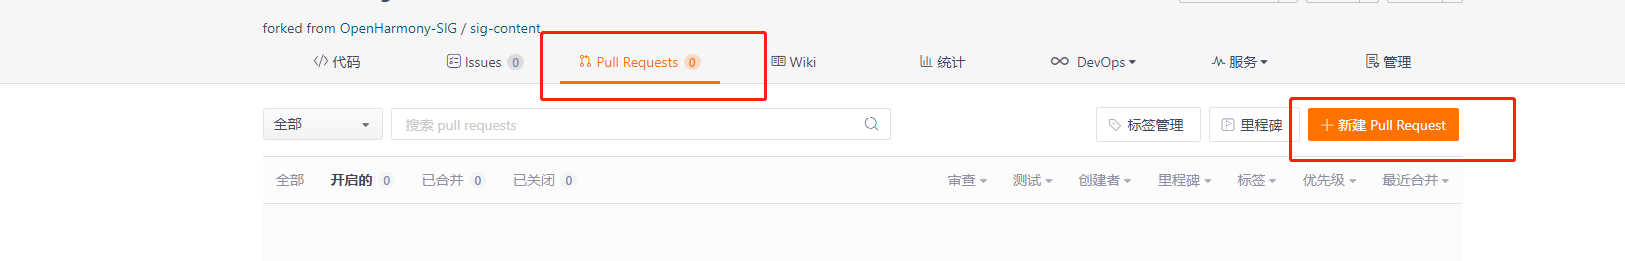 forked from OpenHarmony-SIG / sig-content
代码 Issues 0 Pull Requests 0 Wiki 统计 DevOps 服务 管理
全部 搜索 pull requests 标签管理 里程碑 新建 Pull Request
全部 开启的 0 已合并 0 已关闭 0 审查 测试 创建者 里程碑 标签 优先级 最近合并